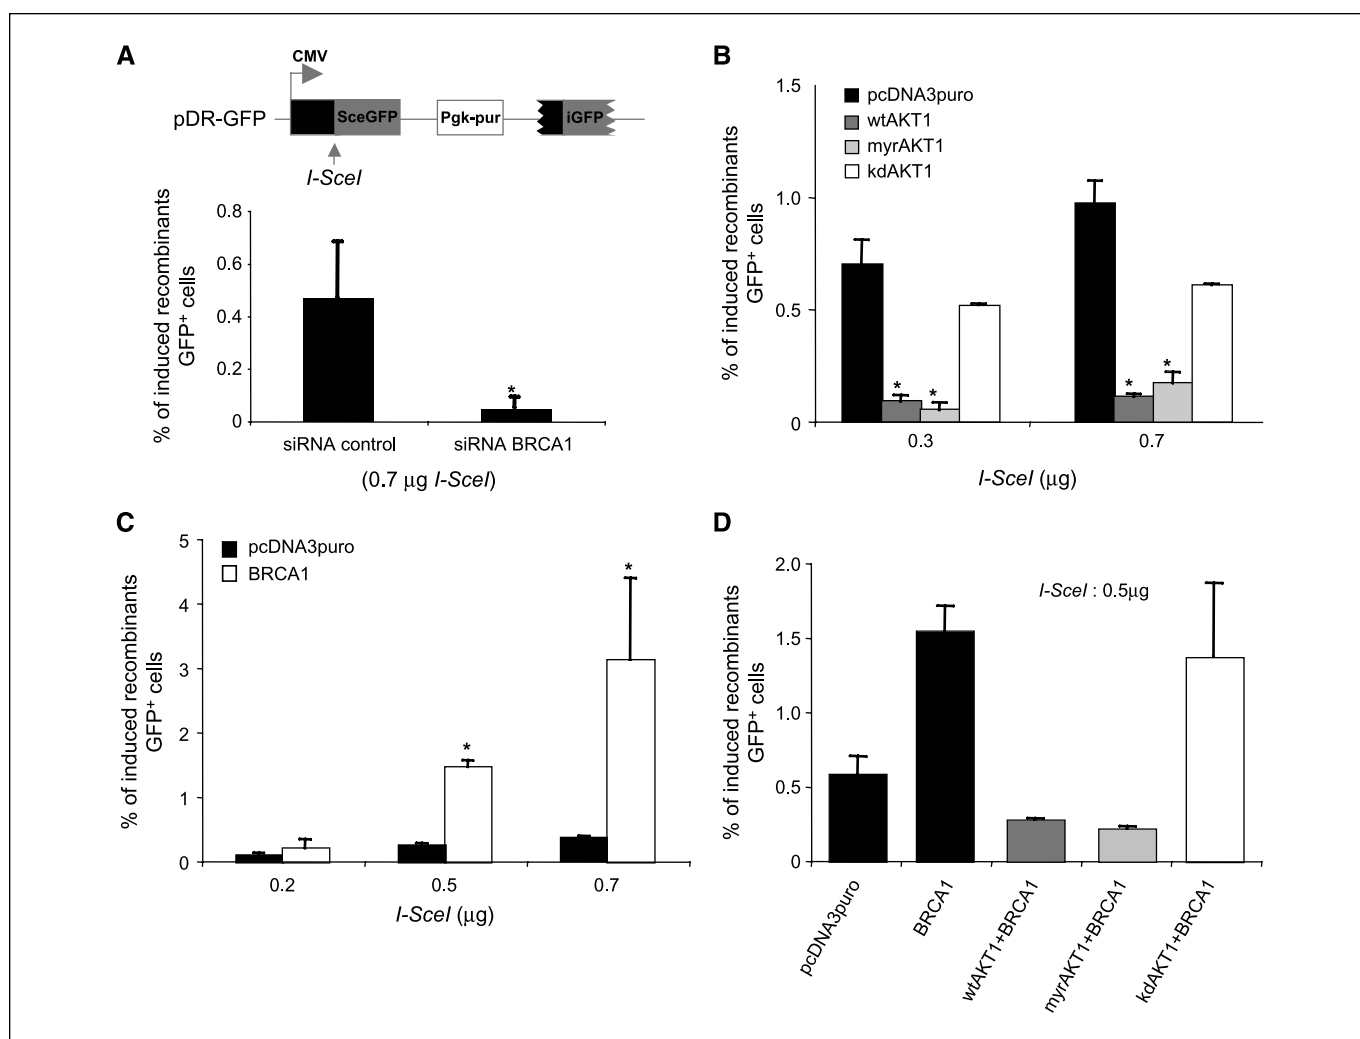 A
CMV
pDR-GFP
SceGFP
Pgk-pur
iGFP
I-SceI
% of induced recombinants
GFP+ cells
0.8
0.6
0.4
0.2
0
*
siRNA control
siRNA BRCA1
(0.7 µg I-SceI)
B
pcDNA3puro
wtAKT1
myrAKT1
kdAKT1
% of induced recombinants
GFP+ cells
1.5
1.0
0.5
0
* * * *
0.3
0.7
I-SceI (µg)
C
pcDNA3puro
BRCA1
% of induced recombinants
GFP+ cells
5
4
3
2
1
0
* *
0.2
0.5
0.7
I-SceI (µg)
D
I-SceI : 0.5µg
% of induced recombinants
GFP+ cells
2.0
1.5
1.0
0.5
0
pcDNA3puro
BRCA1
wtAKT1+BRCA1
myrAKT1+BRCA1
kdAKT1+BRCA1